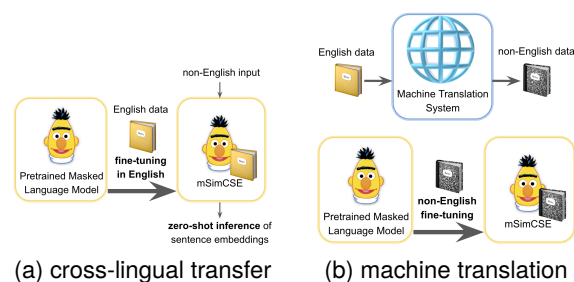 non-English input
English data
fine-tuning
in English
Pretrained Masked
Language Model
mSimCSE
zero-shot inference of
sentence embeddings
(a) cross-lingual transfer
English data
non-English data
Machine Translation
System
non-English
fine-tuning
Pretrained Masked
Language Model
mSimCSE
(b) machine translation